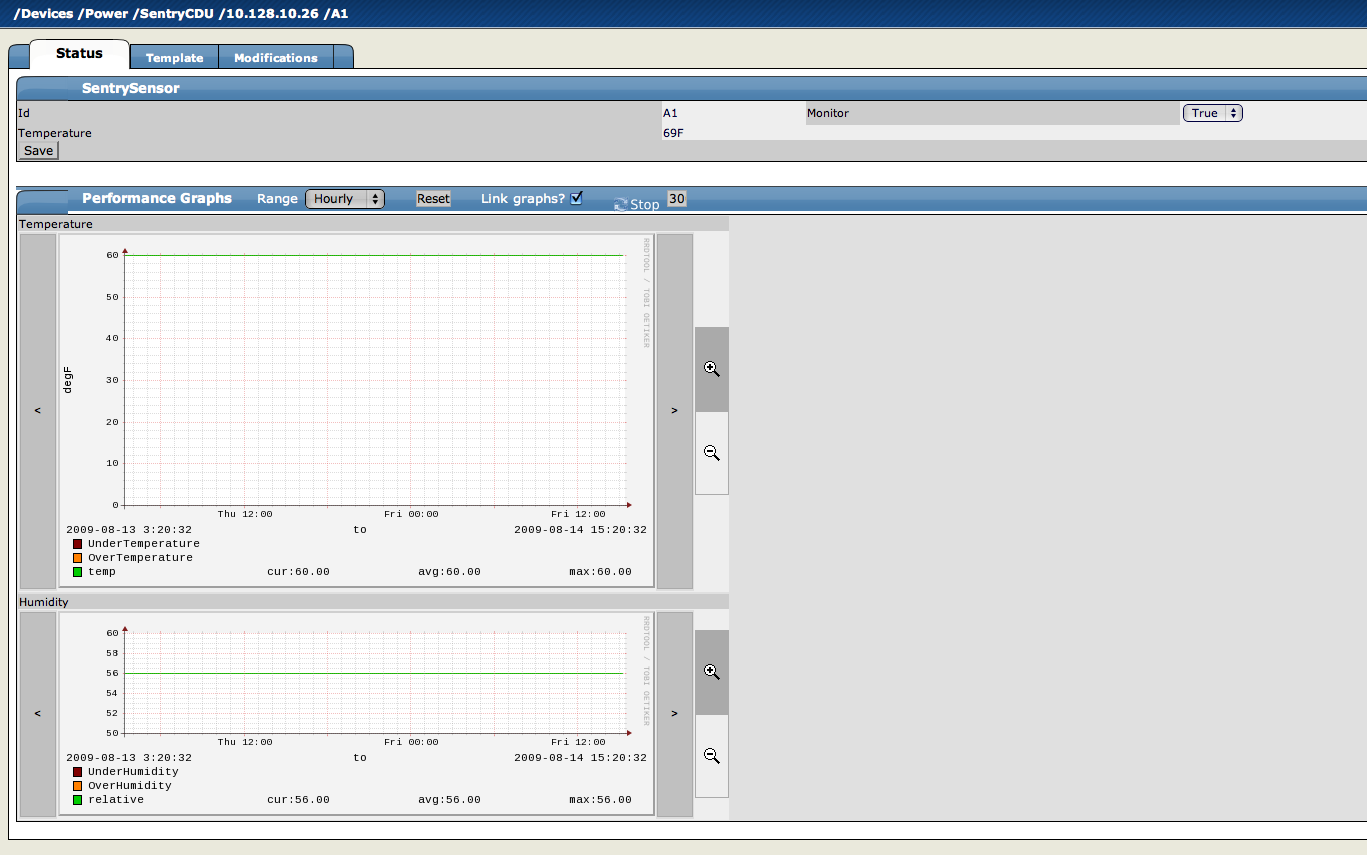 /Devices /Power /SentryCDU /10.128.10.26 /A1
Status Template Modifications
SentrySensor
Id A1 Monitor True
Temperature 69F
Save
Performance Graphs Range Hourly Reset Link graphs? Stop 30
Temperature
RRDTOOL / TOBI OETIKER
60
50
40
30
20
10
0
degF
< >
Thu 12:00 Fri 00:00 Fri 12:00
2009-08-13 3:20:32 to 2009-08-14 15:20:32
UnderTemperature
OverTemperature
temp cur:60.00 avg:60.00 max:60.00
Humidity
RRDTOOL / TOBI OETIKER
60
58
56
54
52
50
< >
Thu 12:00 Fri 00:00 Fri 12:00
2009-08-13 3:20:32 to 2009-08-14 15:20:32
UnderHumidity
OverHumidity
relative cur:56.00 avg:56.00 max:56.00